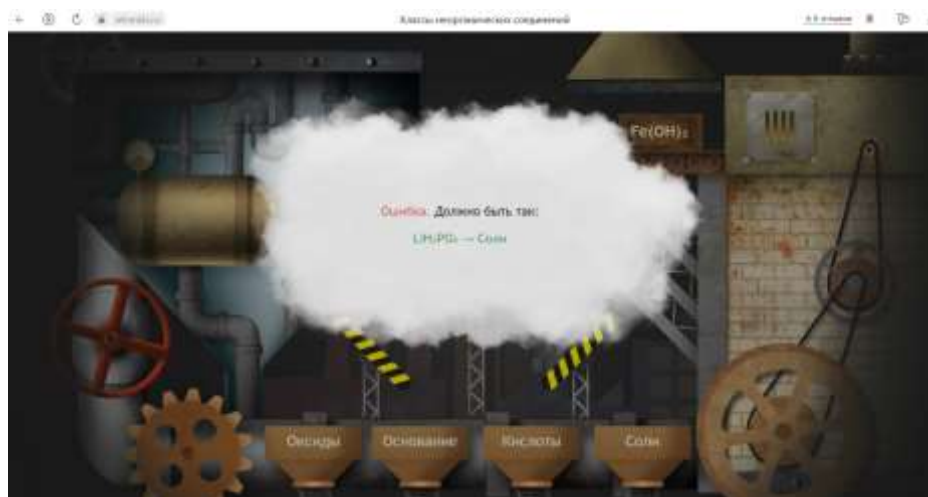 Классы неорганических соединений
Fe(OH)₂
Ошибка. Должно быть так:
LiH₂PO₄ → Соли
Оксиды
Основание
Кислоты
Соли